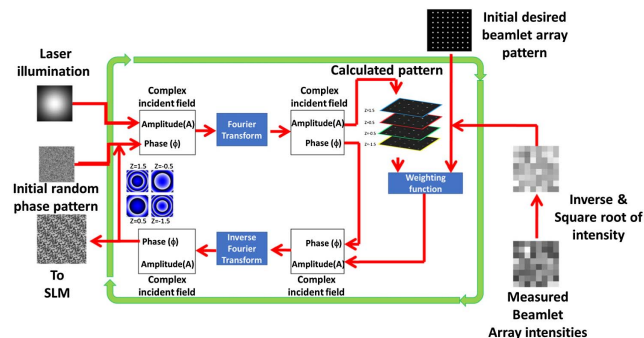 Laser
illumination
Initial random
phase pattern
To
SLM
Complex
incident field
Amplitude(A)
Phase (ϕ)
Fourier
Transform
Complex
incident field
Amplitude(A)
Phase (ϕ)
Calculated pattern
Z=1.5
Z=0.5
Z=-0.5
Z=-1.5
Initial desired
beamlet array
pattern
Weighting
function
Inverse &
Square root of
intensity
Measured
Beamlet
Array intensities
Z=1.5 Z=-0.5
Z=0.5 Z=-1.5
Phase (ϕ)
Amplitude(A)
Complex
incident field
Inverse
Fourier
Transform
Phase (ϕ)
Amplitude(A)
Complex
incident field